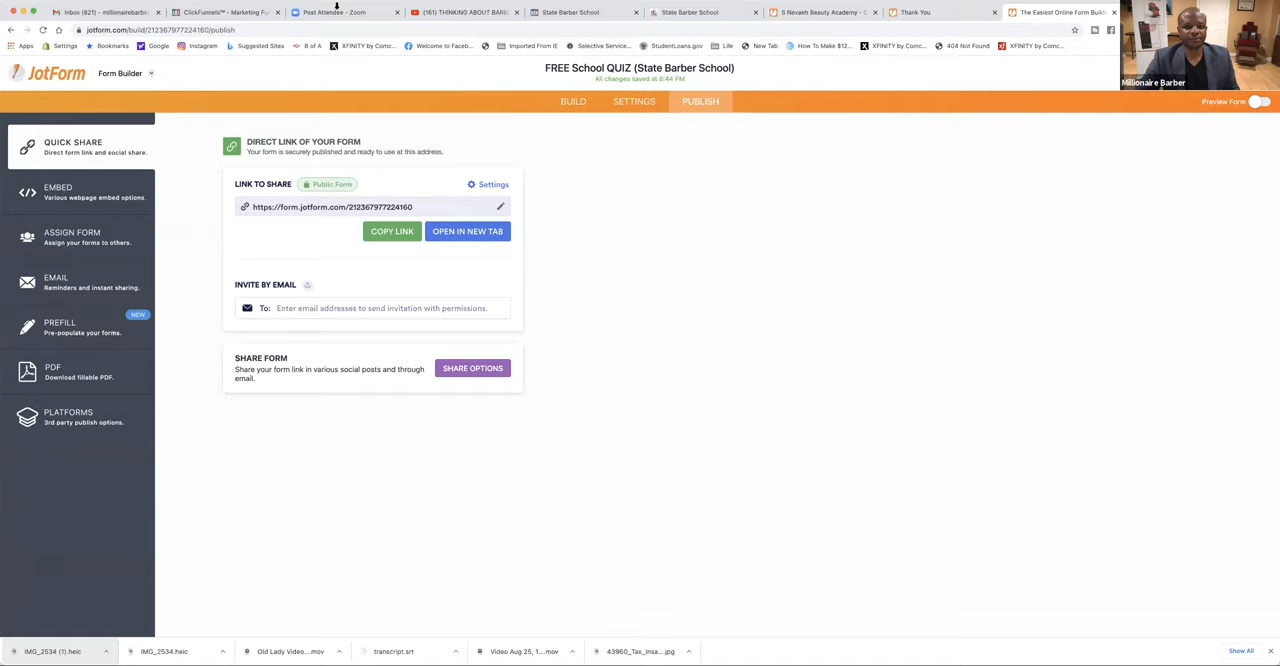 Inbox (821) - millionairebarber
ClickFunnels™ - Marketing Fu
Post Attendee - Zoom
(161) THINKING ABOUT BARB
State Barber School
State Barber School
S Nevaeh Beauty Academy - C
Thank You
The Easiest Online Form Build
jotform.com/build/212367977224160/publish
Apps
Settings
Bookmarks
Google
Instagram
Suggested Sites
B of A
XFINITY by Comc...
Welcome to Faceb...
Imported From IE
Selective Service...
StudentLoans.gov
Life
New Tab
How To Make $12...
XFINITY by Comc...
404 Not Found
XFINITY by Comc...
Millionaire Barber
JotForm
Form Builder
FREE School QUIZ (State Barber School)
All changes saved at 8:44 PM
BUILD
SETTINGS
PUBLISH
Preview Form
QUICK SHARE
Direct form link and social share.
EMBED
Various webpage embed options.
ASSIGN FORM
Assign your forms to others.
EMAIL
Reminders and instant sharing.
NEW
PREFILL
Pre-populate your forms.
PDF
Download fillable PDF.
PLATFORMS
3rd party publish options.
DIRECT LINK OF YOUR FORM
Your form is securely published and ready to use at this address.
LINK TO SHARE
Public Form
Settings
https://form.jotform.com/212367977224160
COPY LINK
OPEN IN NEW TAB
INVITE BY EMAIL
To: Enter email addresses to send invitation with permissions.
SHARE FORM
Share your form link in various social posts and through
email.
SHARE OPTIONS
IMG_2534 (1).heic
IMG_2534.heic
Old Lady Video....mov
transcript.srt
Video Aug 25, 1....mov
43960_Tax_Insa....jpg
Show All